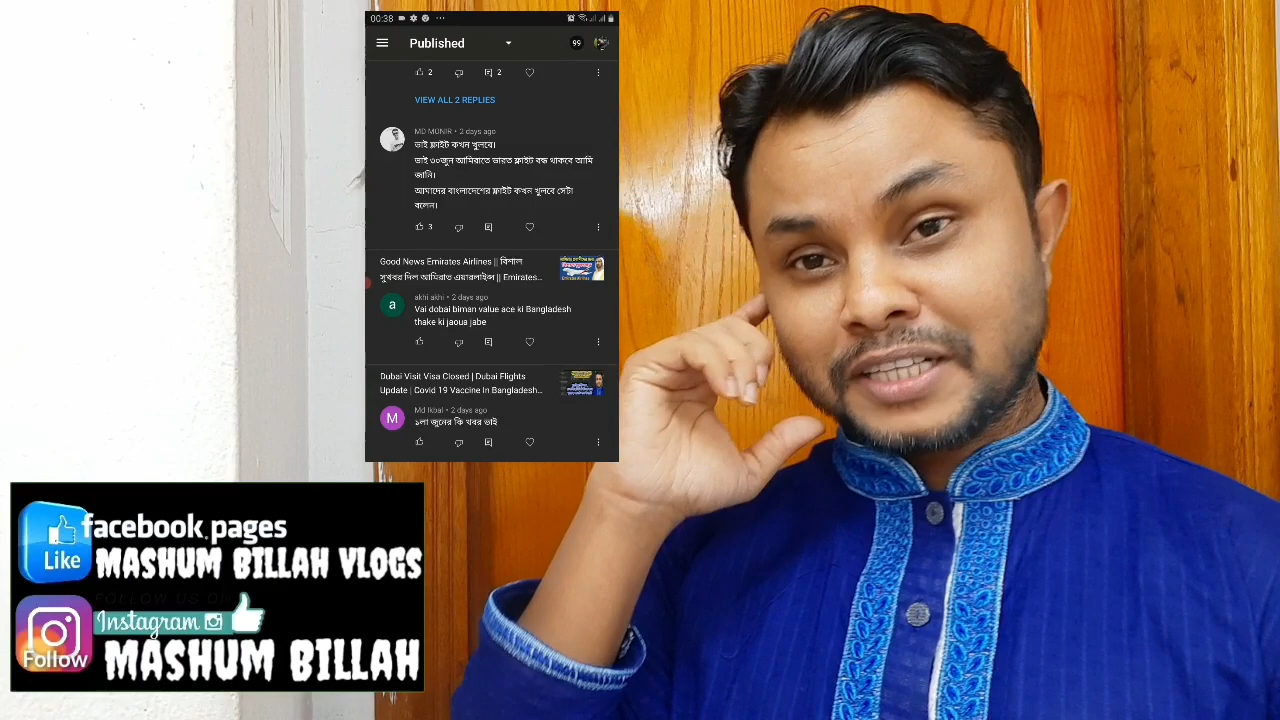 00:38
Published
99
2
2
VIEW ALL 2 REPLIES
MD MONIR • 2 days ago
ভাই ফ্লাইট কখন খুলবে।
ভাই ৩০জুন আমিরাতে ভারত ফ্লাইট বন্ধ থাকবে আমি
জানি।
আমাদের বাংলাদেশের ফ্লাইট কখন খুলবে সেটা
বলেন।
3
Good News Emirates Airlines || বিশাল
সুখবর দিল আমিরাত এয়ারলাইন্স || Emirates…
akhi akhi • 2 days ago
a
Vai dobai biman value ace ki Bangladesh
thake ki jaoua jabe
Dubai Visit Visa Closed | Dubai Flights
Update | Covid 19 Vaccine In Bangladesh…
Md Ikbal • 2 days ago
M
১লা জুনের কি খবর ভাই
facebook pages
Like
MASHUM BILLAH VLOGS
FOLLOW US ON
Instagram
Follow
MASHUM BILLAH